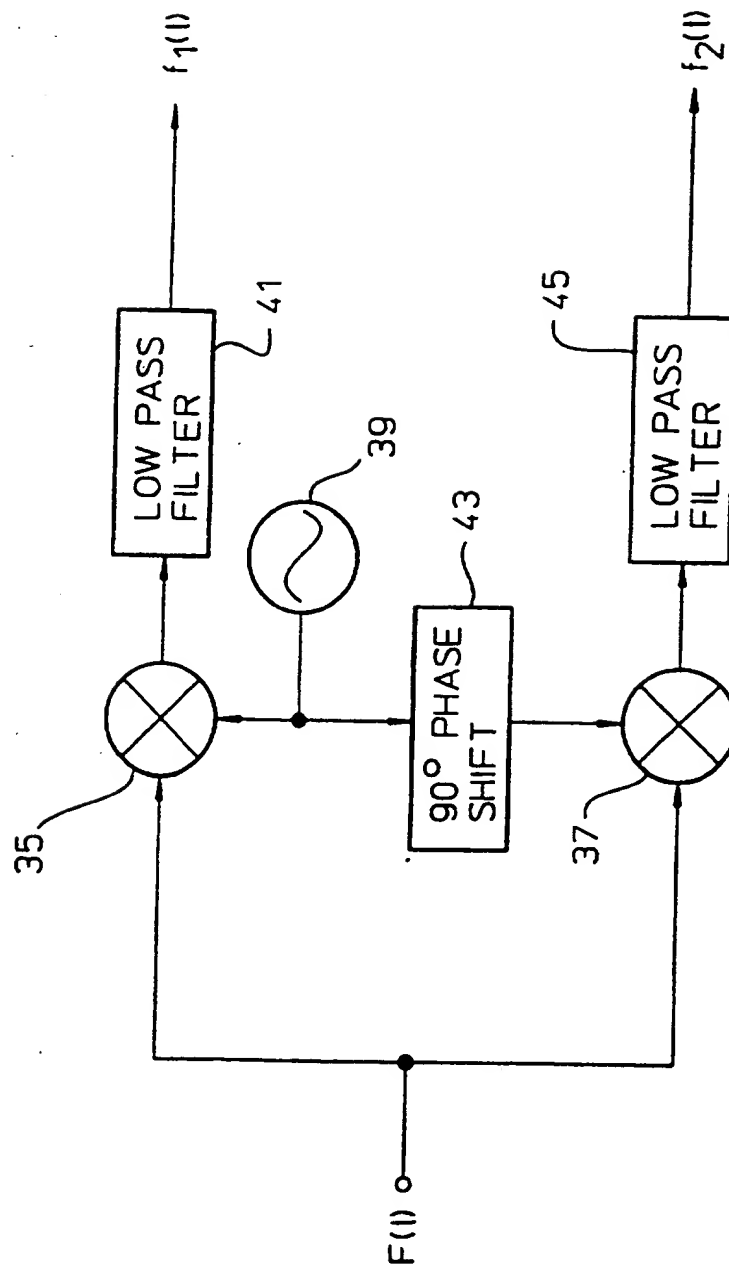 F(l)
35
LOW PASS
FILTER
41
f1(l)
39
90° PHASE
SHIFT
43
37
LOW PASS
FILTER
45
f2(l)